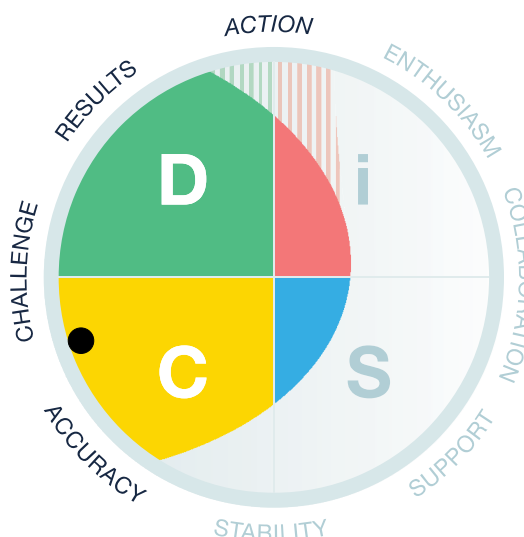 ACTION
ENTHUSIASM
RESULTS
D
i
CHALLENGE
COLLABORATION
C
S
ACCURACY
SUPPORT
STABILITY